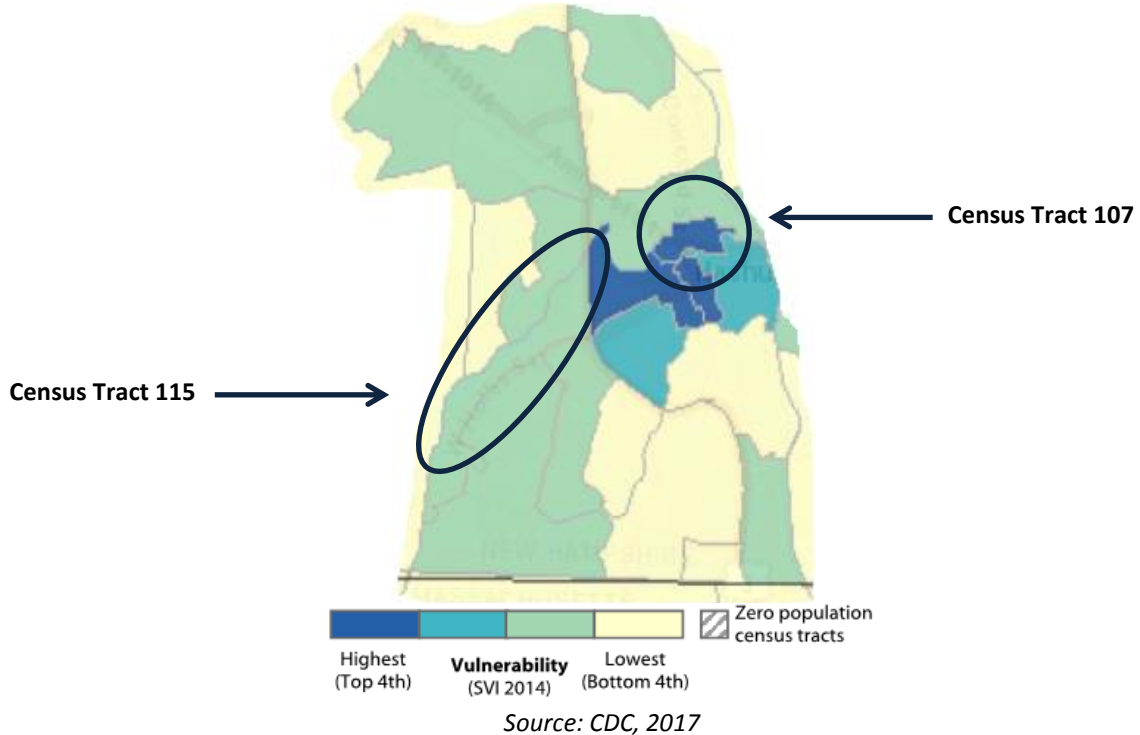 Census Tract 107
Census Tract 115
Zero population
census tracts
Highest
(Top 4th)
Vulnerability
(SVI 2014)
Lowest
(Bottom 4th)
Source: CDC, 2017